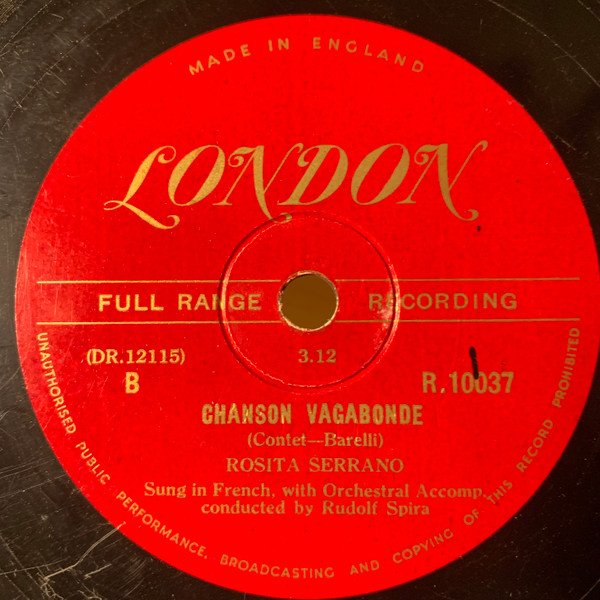 MADE IN ENGLAND
LONDON
FULL RANGE RECORDING
(DR.12115) 3.12
B R.10037
CHANSON VAGABONDE
(Contet—Barelli)
ROSITA SERRANO
Sung in French, with Orchestral Accomp.
conducted by Rudolf Spira
UNAUTHORISED PUBLIC PERFORMANCE, BROADCASTING AND COPYING OF THIS RECORD PROHIBITED